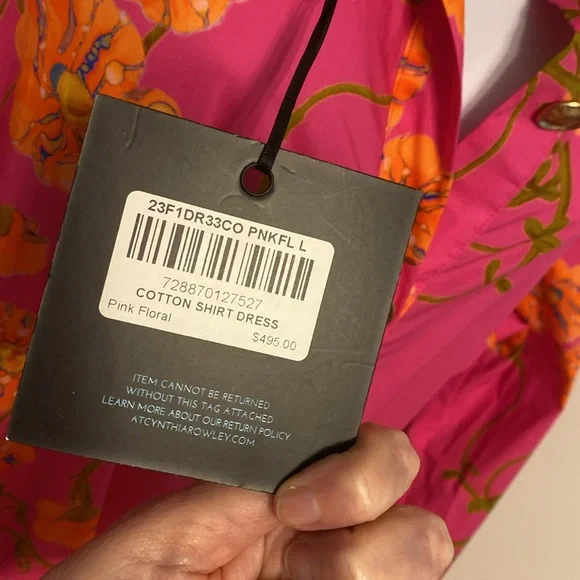 23F1DR33CO PNKFL L
728870127527
COTTON SHIRT DRESS
Pink Floral
$495.00
ITEM CANNOT BE RETURNED
WITHOUT THIS TAG ATTACHED
LEARN MORE ABOUT OUR RETURN POLICY
ATCYNTHIAROWLEY.COM